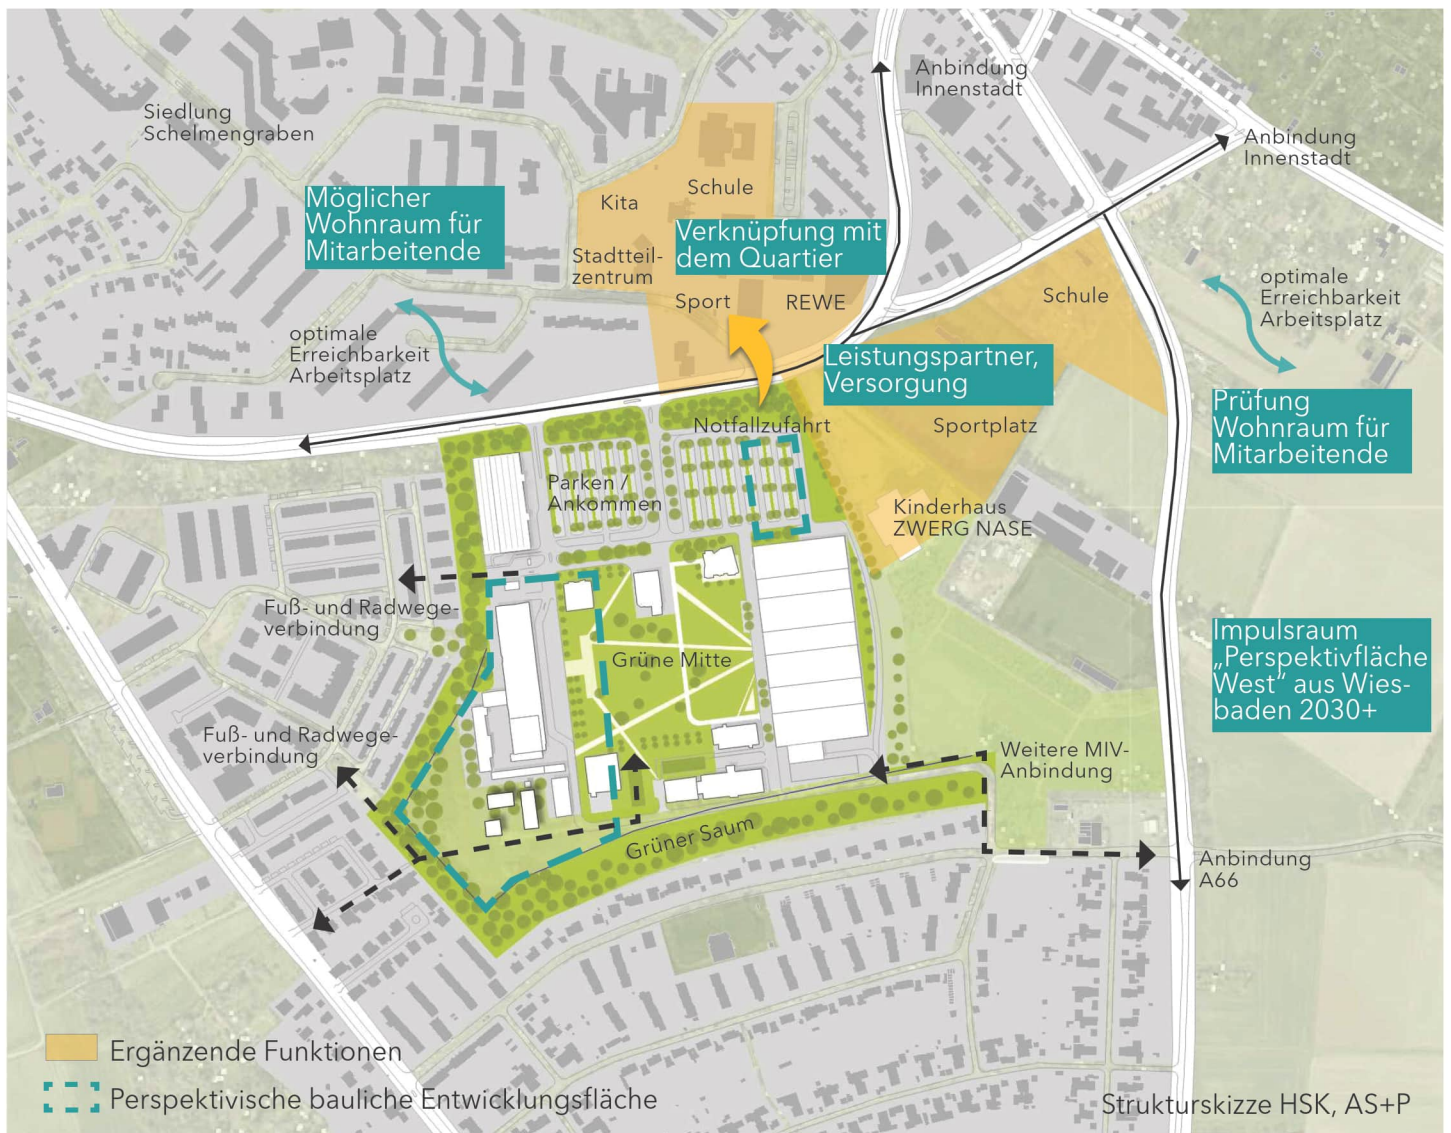 Anbindung
Innenstadt
Siedlung
Schelmengraben
Anbindung
Innenstadt
Möglicher
Wohnraum für
Mitarbeitende
Schule
Kita
Verknüpfung mit
dem Quartier
Stadtteil-
zentrum
Sport
REWE
Schule
optimale
Erreichbarkeit
Arbeitsplatz
optimale
Erreichbarkeit
Arbeitsplatz
Leistungspartner,
Versorgung
Prüfung
Wohnraum für
Mitarbeitende
Notfallzufahrt
Sportplatz
Parken /
Ankommen
Kinderhaus
ZWERG NASE
Fuß- und Radwege-
verbindung
Grüne Mitte
Impulsraum
„Perspektivfläche
West“ aus Wies-
baden 2030+
Fuß- und Radwege-
verbindung
Weitere MIV-
Anbindung
Grüner Saum
Anbindung
A66
Ergänzende Funktionen
Perspektivische bauliche Entwicklungsfläche
Strukturskizze HSK, AS+P